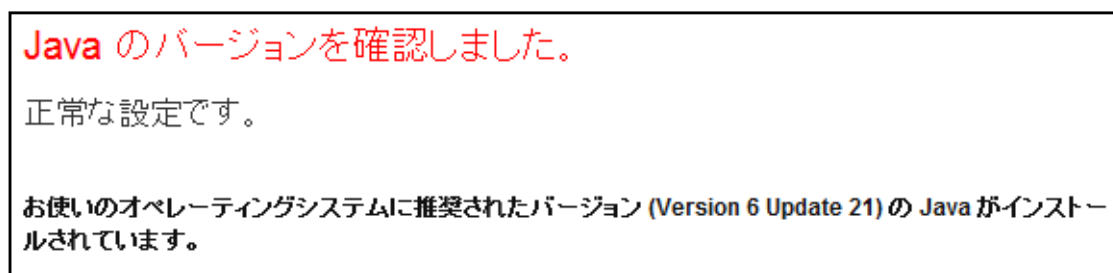 Java のバージョンを確認しました。
正常な設定です。
お使いのオペレーティングシステムに推奨されたバージョン (Version 6 Update 21) の Java がインストー
ルされています。